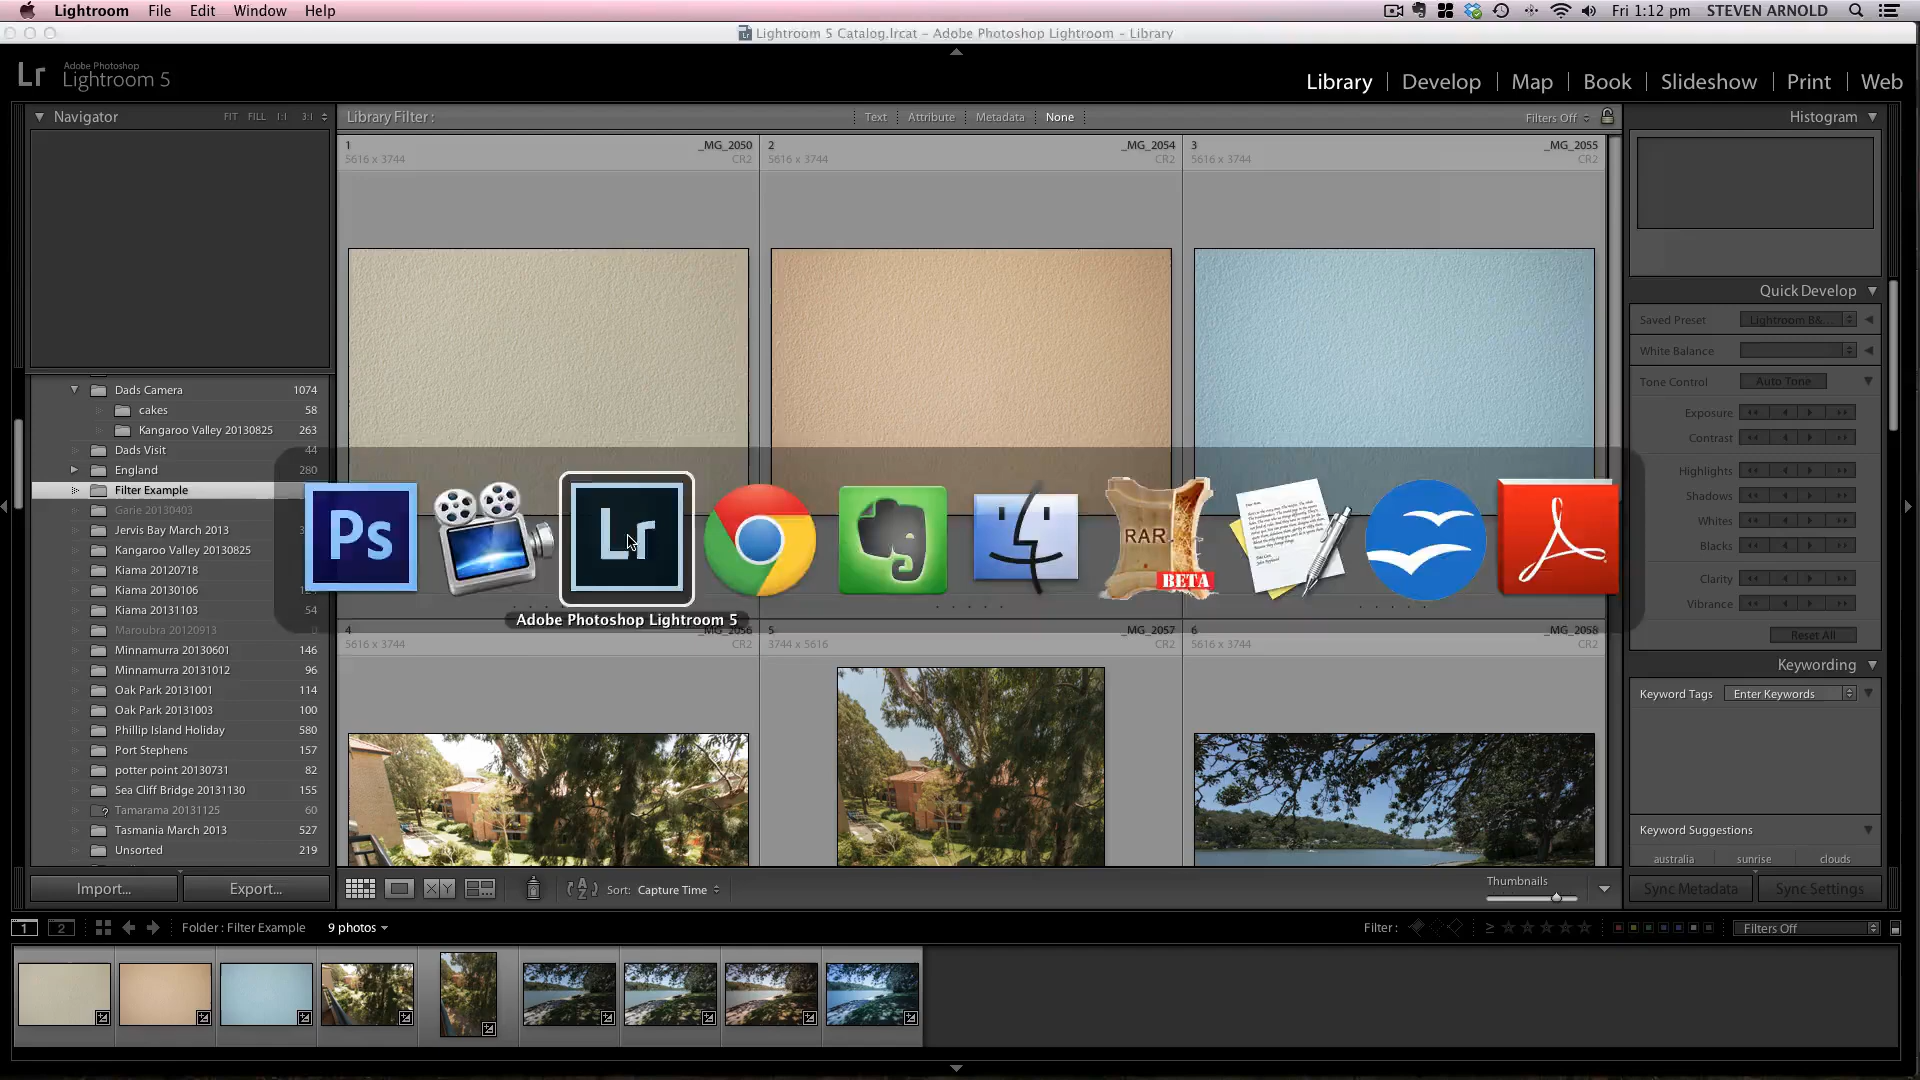 Lightroom File Edit Window Help Fri 1:12 pm STEVEN ARNOLD
Lightroom 5 Catalog.lrcat – Adobe Photoshop Lightroom – Library
Lr Adobe Photoshop
Lightroom 5
Library | Develop | Map | Book | Slideshow | Print | Web
Navigator FIT FILL 1:1 3:1
Library Filter : Text Attribute Metadata None Filters Off
Histogram
1 _MG_2050
5616 x 3744 CR2
2 _MG_2054
5616 x 3744 CR2
3 _MG_2055
5616 x 3744 CR2
Dads Camera 1074
cakes 58
Kangaroo Valley 20130825 263
Dads Visit 44
England 280
Filter Example
Garie 20130403
Jervis Bay March 2013
Kangaroo Valley 20130825
Kiama 20120718
Kiama 20130106
Kiama 20131103 54
Maroubra 20120913 0
Minnamurra 20130601 146
Minnamurra 20131012 96
Oak Park 20131001 114
Oak Park 20131003 100
Phillip Island Holiday 580
Port Stephens 157
potter point 20130731 82
Sea Cliff Bridge 20131130 155
Tamarama 20131125 60
Tasmania March 2013 527
Unsorted 219
Import... Export...
Ps
Lr
RAR
BETA
Adobe Photoshop Lightroom 5
4 _MG_2056
5616 x 3744 CR2
5 _MG_2057
3744 x 5616 CR2
6 _MG_2058
5616 x 3744 CR2
Quick Develop
Saved Preset Lightroom B&...
White Balance
Tone Control Auto Tone
Exposure
Contrast
Highlights
Shadows
Whites
Blacks
Clarity
Vibrance
Reset All
Keywording
Keyword Tags Enter Keywords
Keyword Suggestions
australia sunrise clouds
Sync Metadata Sync Settings
XY Sort: Capture Time Thumbnails
1 2 Folder : Filter Example 9 photos Filter : Filters Off